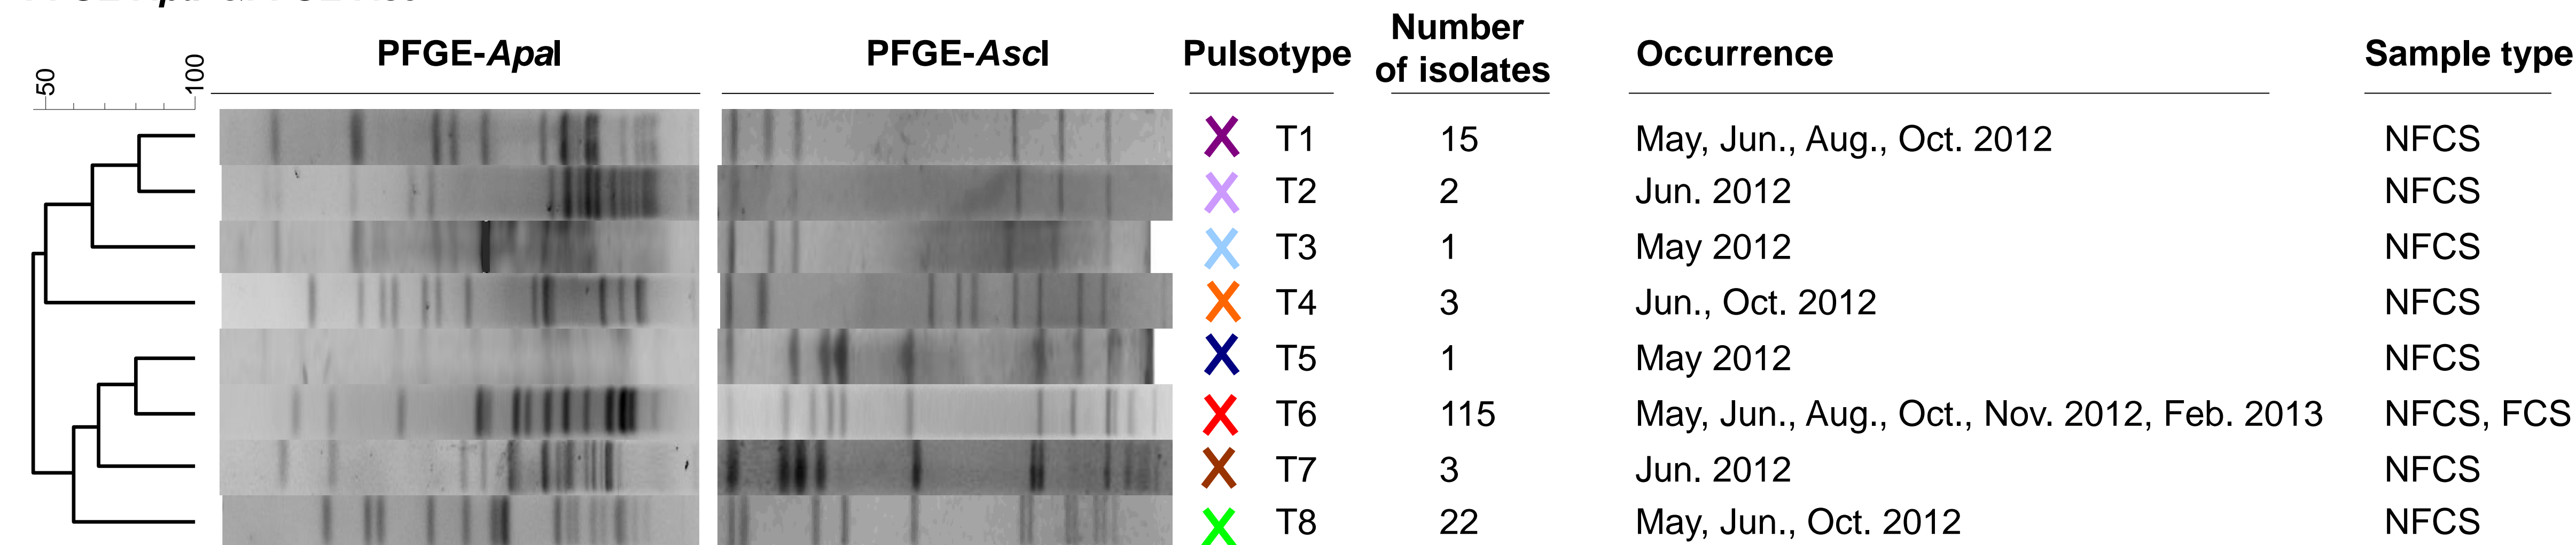 50
100
PFGE-ApaI
PFGE-AscI
Pulsotype
Number
of isolates
Occurrence
Sample type
T1 15 May, Jun., Aug., Oct. 2012 NFCS
T2 2 Jun. 2012 NFCS
T3 1 May 2012 NFCS
T4 3 Jun., Oct. 2012 NFCS
T5 1 May 2012 NFCS
T6 115 May, Jun., Aug., Oct., Nov. 2012, Feb. 2013 NFCS, FCS
T7 3 Jun. 2012 NFCS
T8 22 May, Jun., Oct. 2012 NFCS